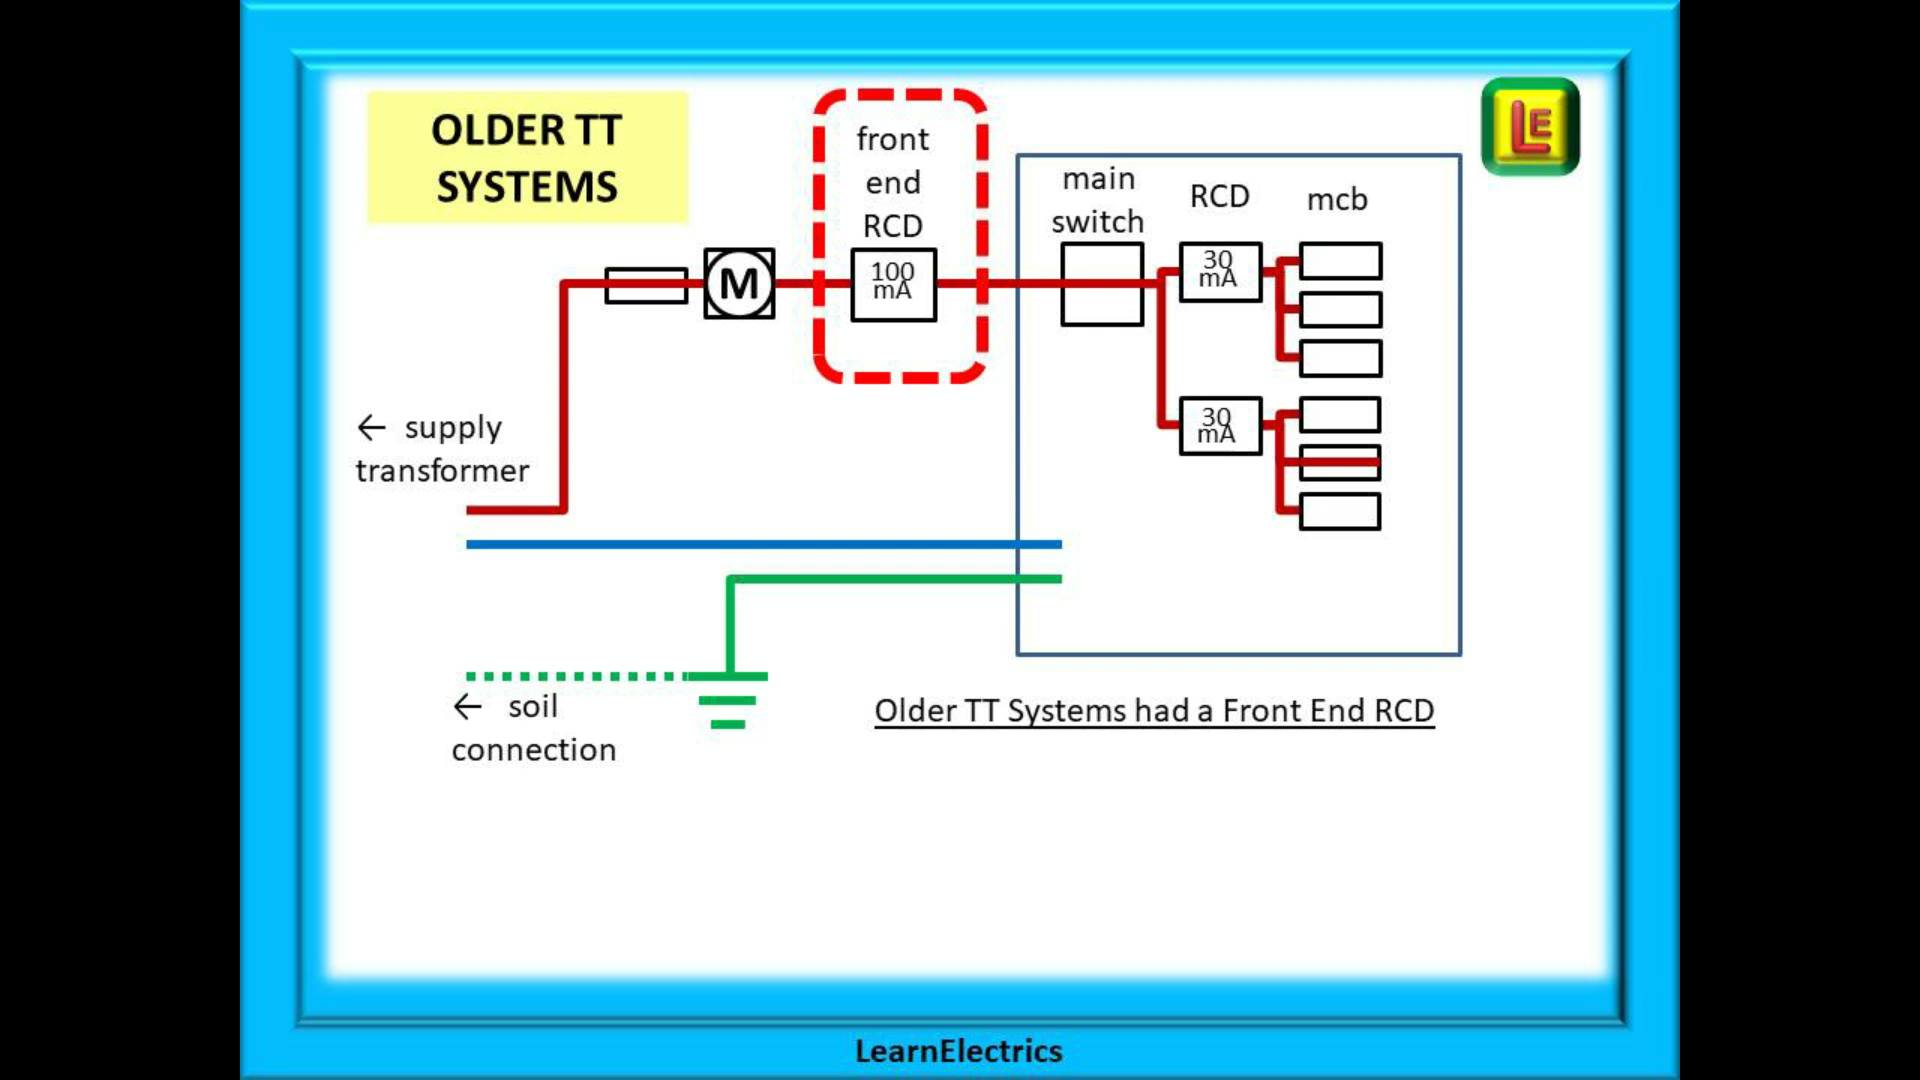 OLDER TT
SYSTEMS
front
end
RCD
100
mA
M
main
switch
RCD
mcb
30
mA
30
mA
LE
← supply
transformer
← soil
connection
Older TT Systems had a Front End RCD
LearnElectrics